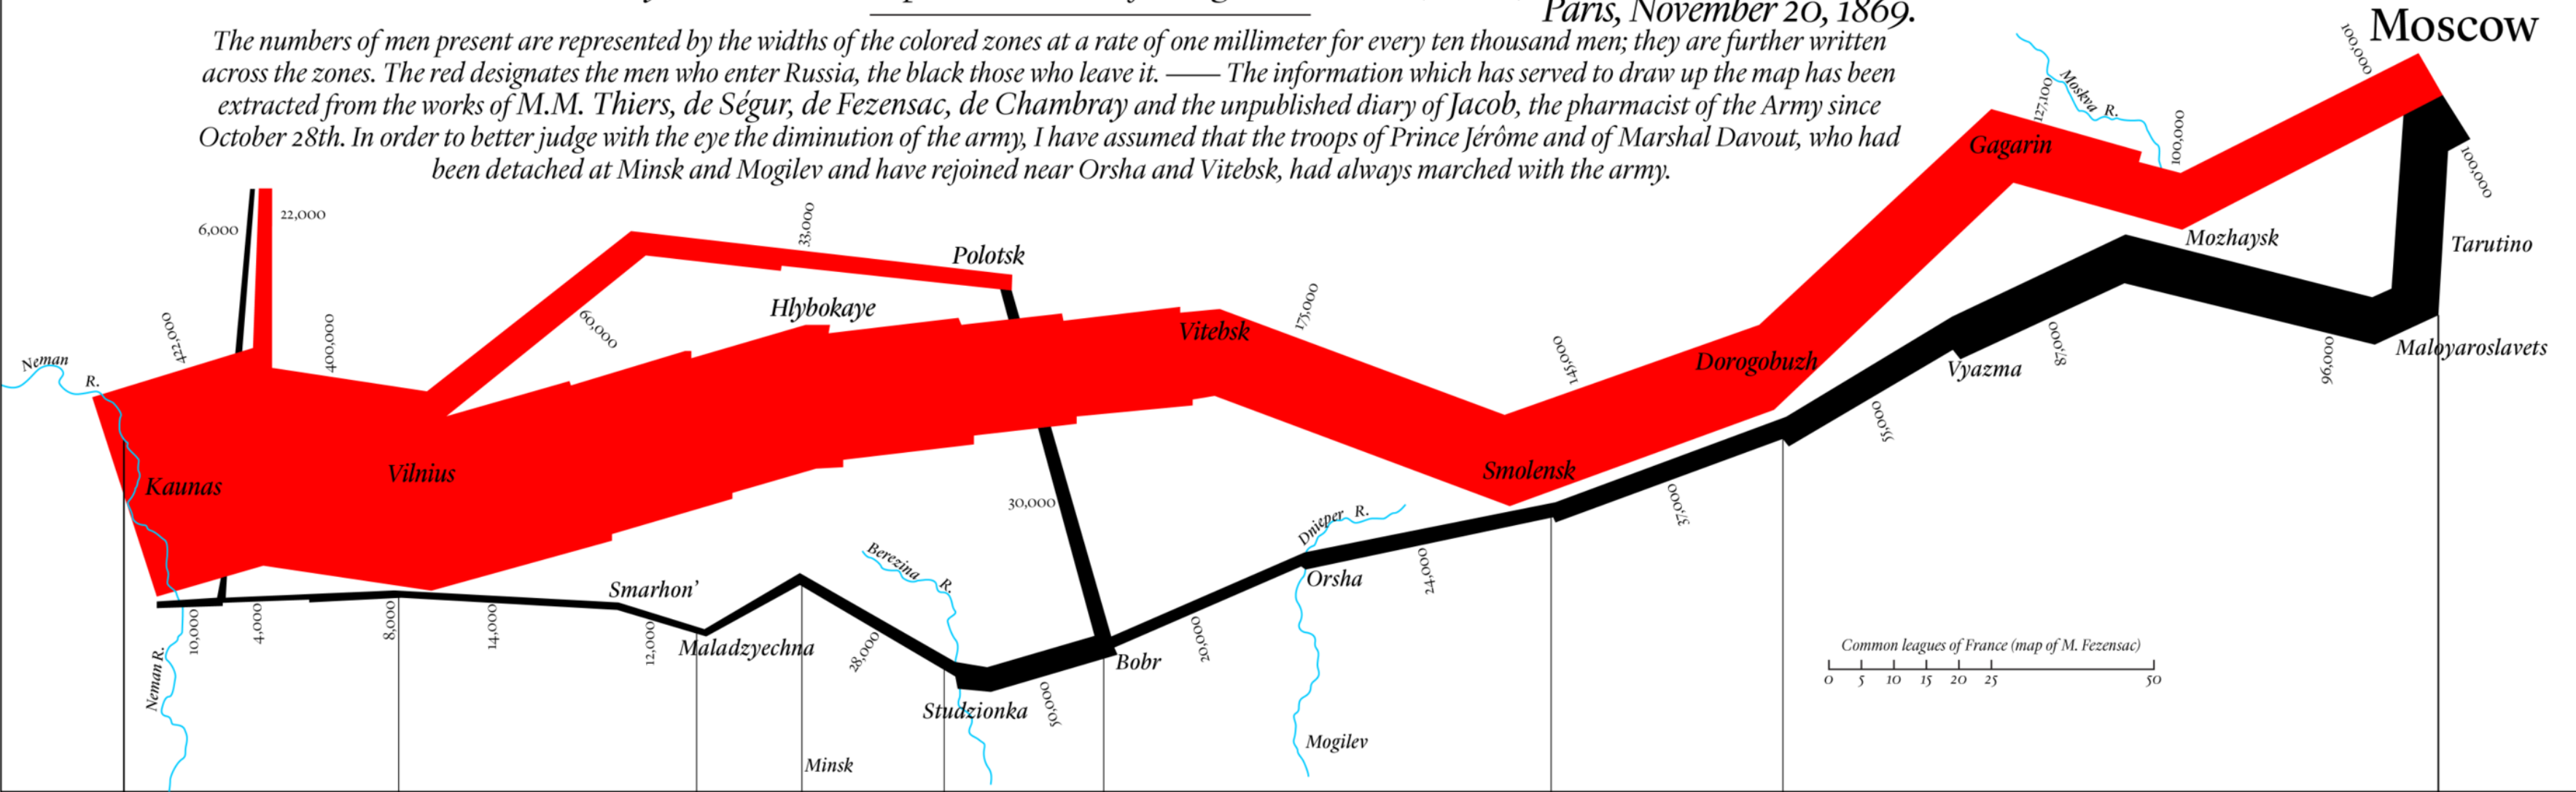 Paris, November 20, 1869.
The numbers of men present are represented by the widths of the colored zones at a rate of one millimeter for every ten thousand men; they are further written
across the zones. The red designates the men who enter Russia, the black those who leave it. —— The information which has served to draw up the map has been
extracted from the works of M.M. Thiers, de Ségur, de Fezensac, de Chambray and the unpublished diary of Jacob, the pharmacist of the Army since
October 28th. In order to better judge with the eye the diminution of the army, I have assumed that the troops of Prince Jérôme and of Marshal Davout, who had
been detached at Minsk and Mogilev and have rejoined near Orsha and Vitebsk, had always marched with the army.
Moscow
100,000
Moskva R.
127,100
100,000
Gagarin
100,000
Mozhaysk
Tarutino
6,000
22,000
33,000
Polotsk
Hlybokaye
60,000
175,000
Vitebsk
422,000
400,000
Neman R.
145,000
Dorogobuzh
Vyazma
87,000
96,000
Maloyaroslavets
55,000
Kaunas
Vilnius
Smolensk
37,000
30,000
Dnieper R.
Orsha
24,000
Berezina R.
Smarhon’
10,000
4,000
8,000
14,000
12,000
Maladzyechna
28,000
Bobr
20,000
Neman R.
Studzionka
50,000
Mogilev
Minsk
Common leagues of France (map of M. Fezensac)
0 5 10 15 20 25 50